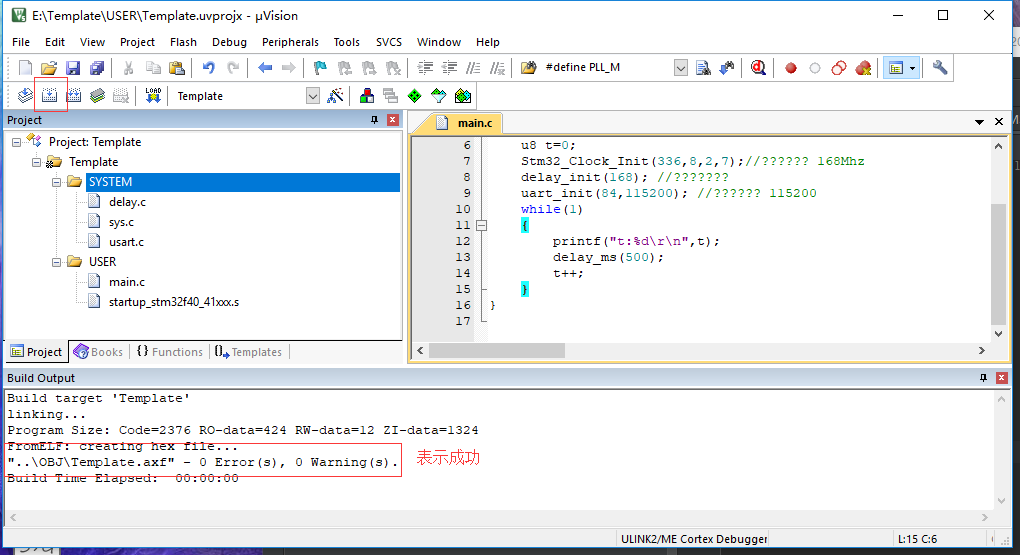 E:\Template\USER\Template.uvprojx - µVision
File Edit View Project Flash Debug Peripherals Tools SVCS Window Help
#define PLL_M
LOAD Template
Project
main.c
Project: Template
Template
SYSTEM
delay.c
sys.c
usart.c
USER
main.c
startup_stm32f40_41xxx.s
6 u8 t=0;
7 Stm32_Clock_Init(336,8,2,7);//?????? 168Mhz
8 delay_init(168); //???????
9 uart_init(84,115200); //?????? 115200
10 while(1)
11 {
12 printf("t:%d\r\n",t);
13 delay_ms(500);
14 t++;
15 }
16 }
17
Project Books {} Functions 0 Templates
Build Output
Build target 'Template'
linking...
Program Size: Code=2376 RO-data=424 RW-data=12 ZI-data=1324
FromELF: creating hex file...
"..\OBJ\Template.axf" - 0 Error(s), 0 Warning(s).
表示成功
Build Time Elapsed: 00:00:00
ULINK2/ME Cortex Debugger L:15 C:6